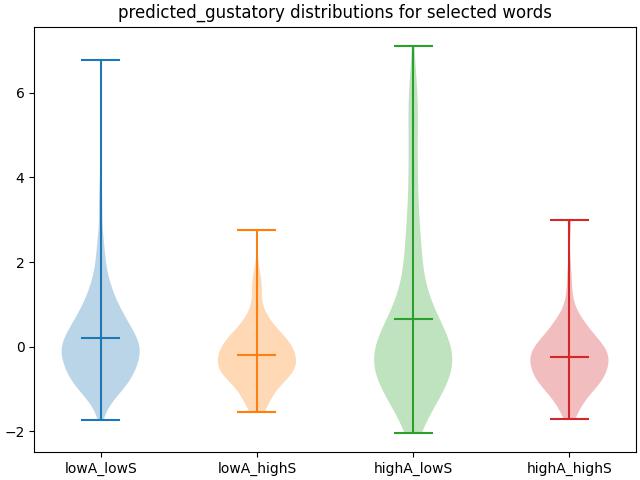 predicted_gustatory distributions for selected words
6
4
2
0
−2
lowA_lowS lowA_highS highA_lowS highA_highS